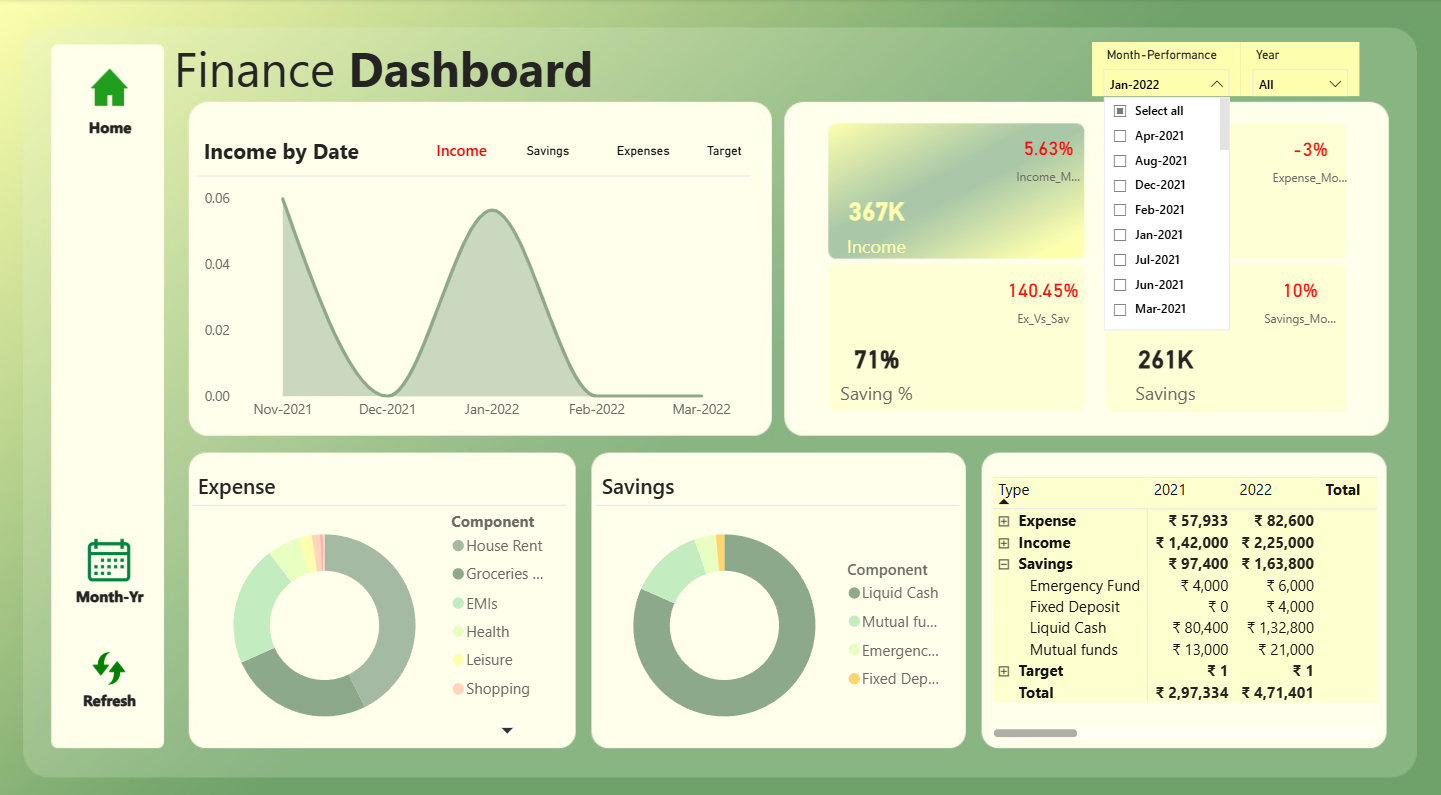 Finance Dashboard
Home
Month-Yr
Refresh
Month-Performance
Year
Jan-2022
All
Select all
Apr-2021
Aug-2021
Dec-2021
Feb-2021
Jan-2021
Jul-2021
Jun-2021
Mar-2021
Income by Date
Income
Savings
Expenses
Target
0.06
0.04
0.02
0.00
Nov-2021
Dec-2021
Jan-2022
Feb-2022
Mar-2022
5.63%
Income_M...
367K
Income
-3%
Expense_Mo...
140.45%
Ex_Vs_Sav
71%
Saving %
10%
Savings_Mo...
261K
Savings
Expense
Component
House Rent
Groceries ...
EMIs
Health
Leisure
Shopping
Savings
Component
Liquid Cash
Mutual fu...
Emergenc...
Fixed Dep...
Type 2021 2022 Total
Expense ₹ 57,933 ₹ 82,600
Income ₹ 1,42,000 ₹ 2,25,000
Savings ₹ 97,400 ₹ 1,63,800
Emergency Fund ₹ 4,000 ₹ 6,000
Fixed Deposit ₹ 0 ₹ 4,000
Liquid Cash ₹ 80,400 ₹ 1,32,800
Mutual funds ₹ 13,000 ₹ 21,000
Target ₹ 1 ₹ 1
Total ₹ 2,97,334 ₹ 4,71,401